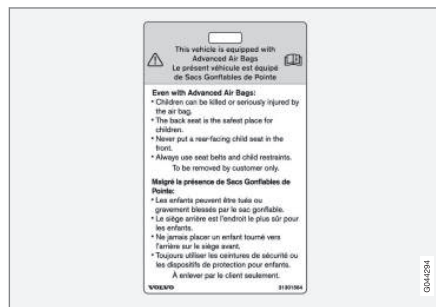 This vehicle is equipped with
Advanced Air Bags
Le présent véhicule est équipé
de Sacs Gonflables de Pointe
Even with Advanced Air Bags:
• Children can be killed or seriously injured by
the air bag.
• The back seat is the safest place for
children.
• Never put a rear-facing child seat in the
front.
• Always use seat belts and child restraints.
To be removed by customer only.
Malgré la présence de Sacs Gonflables de
Pointe:
• Les enfants peuvent être tués ou
gravement blessés par le sac gonflable.
• Le siège arrière est l'endroit le plus sûr pour
les enfants.
• Ne jamais placer un enfant tourné vers
l'arrière sur le siège avant.
• Toujours utiliser les ceintures de sécurité ou
les dispositifs de protection pour enfants.
À enlever par le client seulement.
VOLVO 31301564
G044294